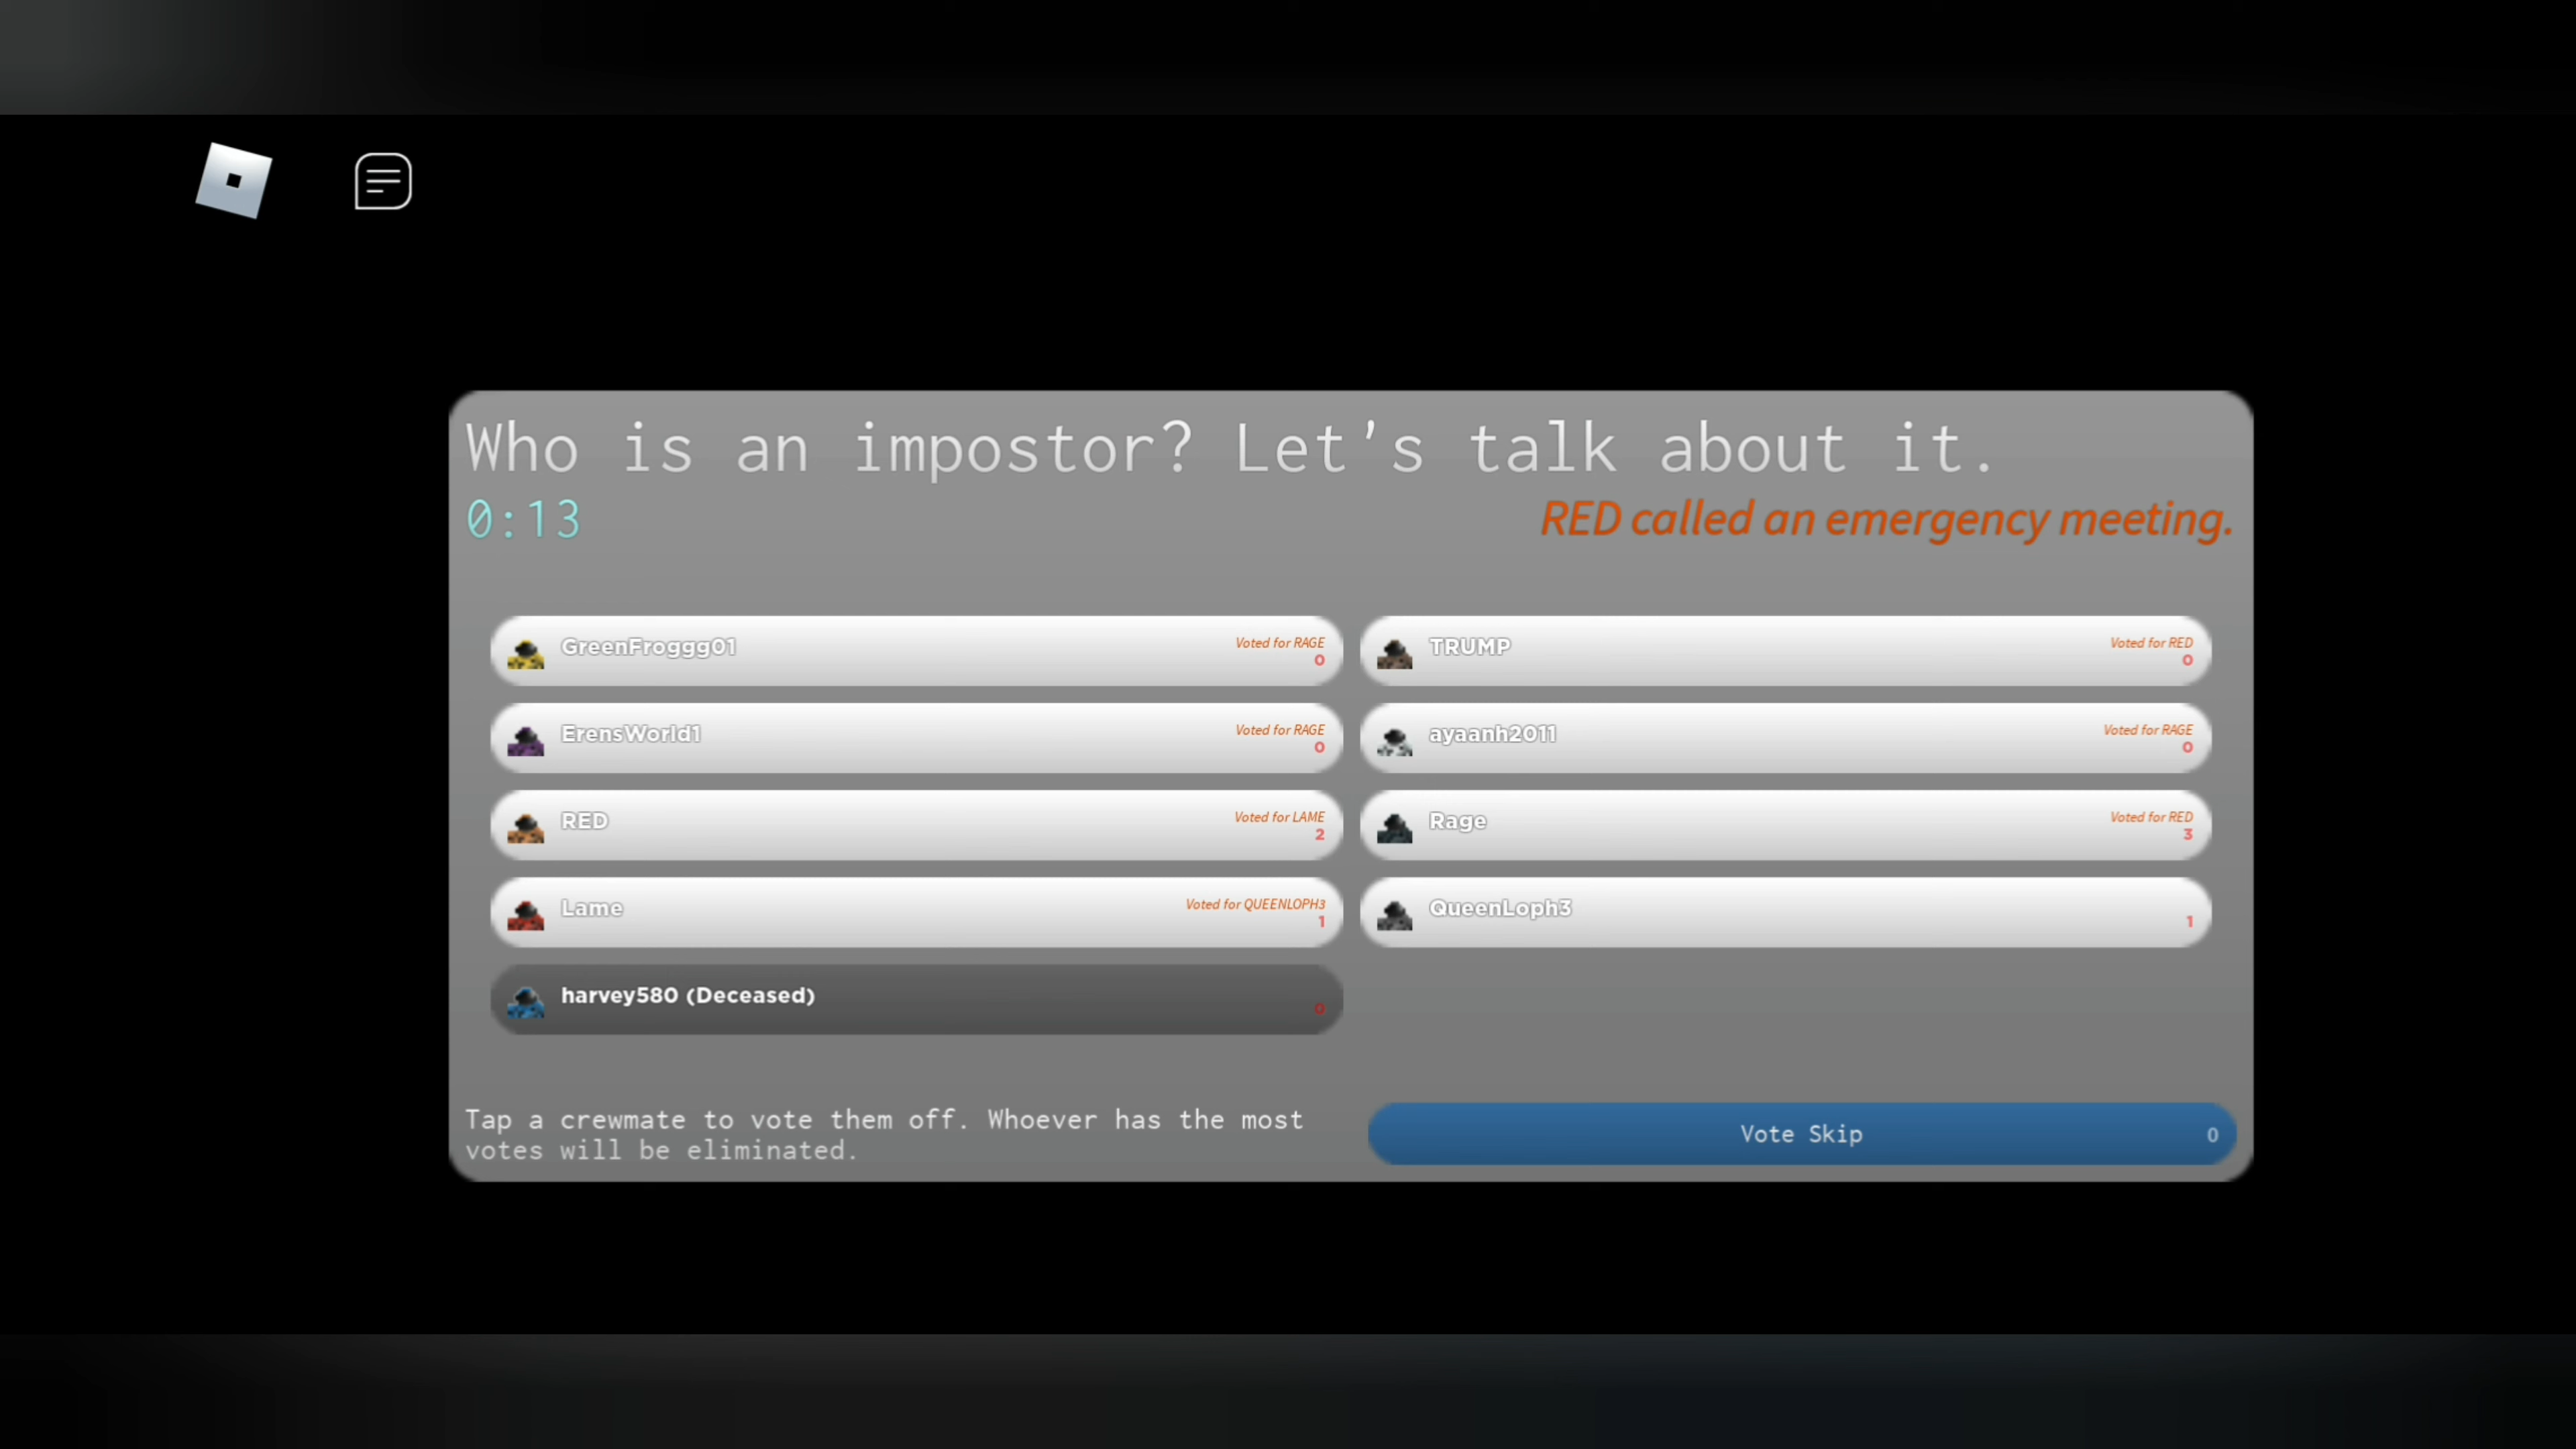 Who is an impostor? Let's talk about it.
0:13
RED called an emergency meeting.
GreenFroggg01
Voted for RAGE
0
TRUMP
Voted for RED
0
ErensWorld1
Voted for RAGE
0
ayaanh2011
Voted for RAGE
0
RED
Voted for LAME
2
Rage
Voted for RED
3
Lame
Voted for QUEENLOPH3
1
QueenLoph3
1
harvey580 (Deceased)
0
Tap a crewmate to vote them off. Whoever has the most
votes will be eliminated.
Vote Skip
0